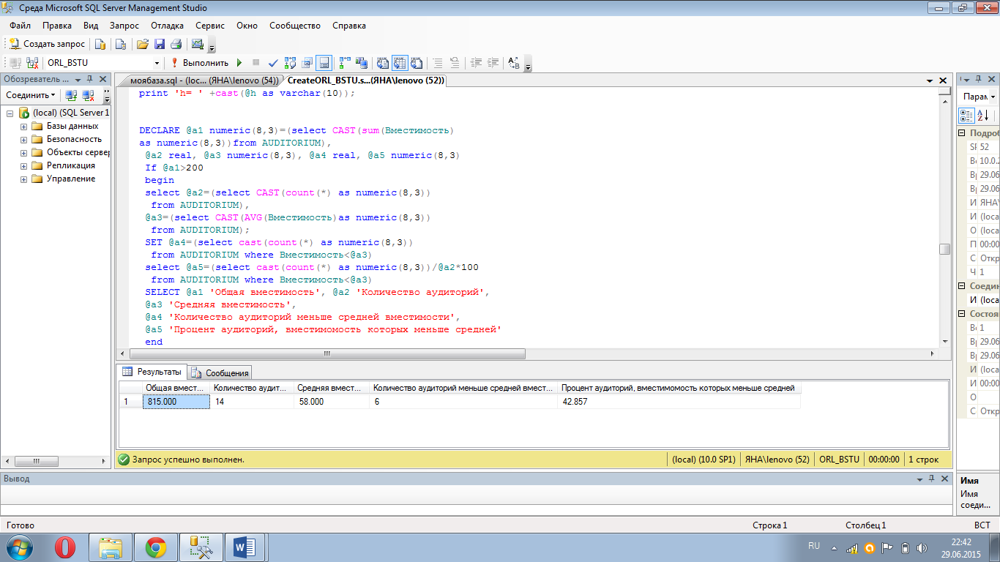 Среда Microsoft SQL Server Management Studio
Файл Правка Вид Запрос Отладка Сервис Окно Сообщество Справка
Создать запрос
ORL_BSTU Выполнить
Обозреватель ...
моябаза.sql - (loc... (ЯНА\lenovo (54)) CreateORL_BSTU.s...(ЯНА\lenovo (52))
Соединить
(local) (SQL Server 1
Базы данных
Безопасность
Объекты сервер
Репликация
Управление
print 'h= ' +cast(@h as varchar(10));
DECLARE @a1 numeric(8,3)=(select CAST(sum(Вместимость)
as numeric(8,3))from AUDITORIUM),
@a2 real, @a3 numeric(8,3), @a4 real, @a5 numeric(8,3)
If @a1>200
begin
select @a2=(select CAST(count(*) as numeric(8,3))
from AUDITORIUM),
@a3=(select CAST(AVG(Вместимость)as numeric(8,3))
from AUDITORIUM);
SET @a4=(select cast(count(*) as numeric(8,3))
from AUDITORIUM where Вместимость<@a3)
select @a5=(select cast(count(*) as numeric(8,3))/@a2*100
from AUDITORIUM where Вместимость<@a3)
SELECT @a1 'Общая вместимость', @a2 'Количество аудиторий',
@a3 'Средняя вместимость',
@a4 'Количество аудиторий меньше средней вместимости',
@a5 'Процент аудиторий, вместимомость которых меньше средней'
end
Результаты Сообщения
Общая вмест... Количество аудит... Средняя вмест... Количество аудиторий меньше средней вмест... Процент аудиторий, вместимомость которых меньше средней
1 815.000 14 58.000 6 42.857
Запрос успешно выполнен. (local) (10.0 SP1) ЯНА\lenovo (52) ORL_BSTU 00:00:00 1 строк
Парам
Подроб
SF 52
Ве 10.0.
Вр 29.06
Вр 29.06
И ЯНА\
И (loca
О (loca
П 00:00
С Откр
Ч 1
Соедин
И (loca
Состоя
Вс 1
Вр 29.06
Вр 29.06
И (loca
И 00:00
О
С Откр
Имя
Имя
соеди...
Вывод
Готово Строка 1 Столбец 1 ВСТ
RU 22:42
29.06.2015